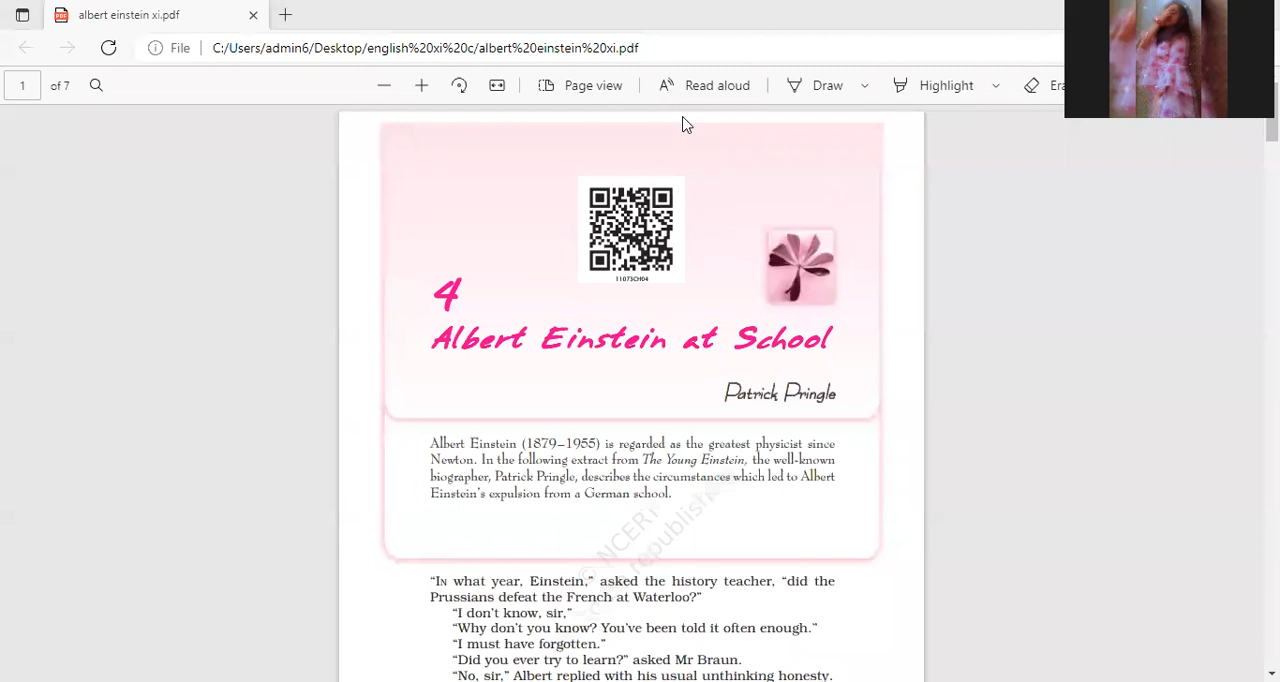 albert einstein xi.pdf
File C:/Users/admin6/Desktop/english%20xi%20c/albert%20einstein%20xi.pdf
1 of 7 Page view Read aloud Draw Highlight Era
11073CH04
4
Albert Einstein at School
Patrick Pringle
Albert Einstein (1879–1955) is regarded as the greatest physicist since
Newton. In the following extract from The Young Einstein, the well-known
biographer, Patrick Pringle, describes the circumstances which led to Albert
Einstein's expulsion from a German school.
© NCERT
republish
“IN what year, Einstein,” asked the history teacher, “did the
Prussians defeat the French at Waterloo?”
“I don't know, sir,”
“Why don't you know? You've been told it often enough.”
“I must have forgotten.”
“Did you ever try to learn?” asked Mr Braun.
“No, sir,” Albert replied with his usual unthinking honesty.